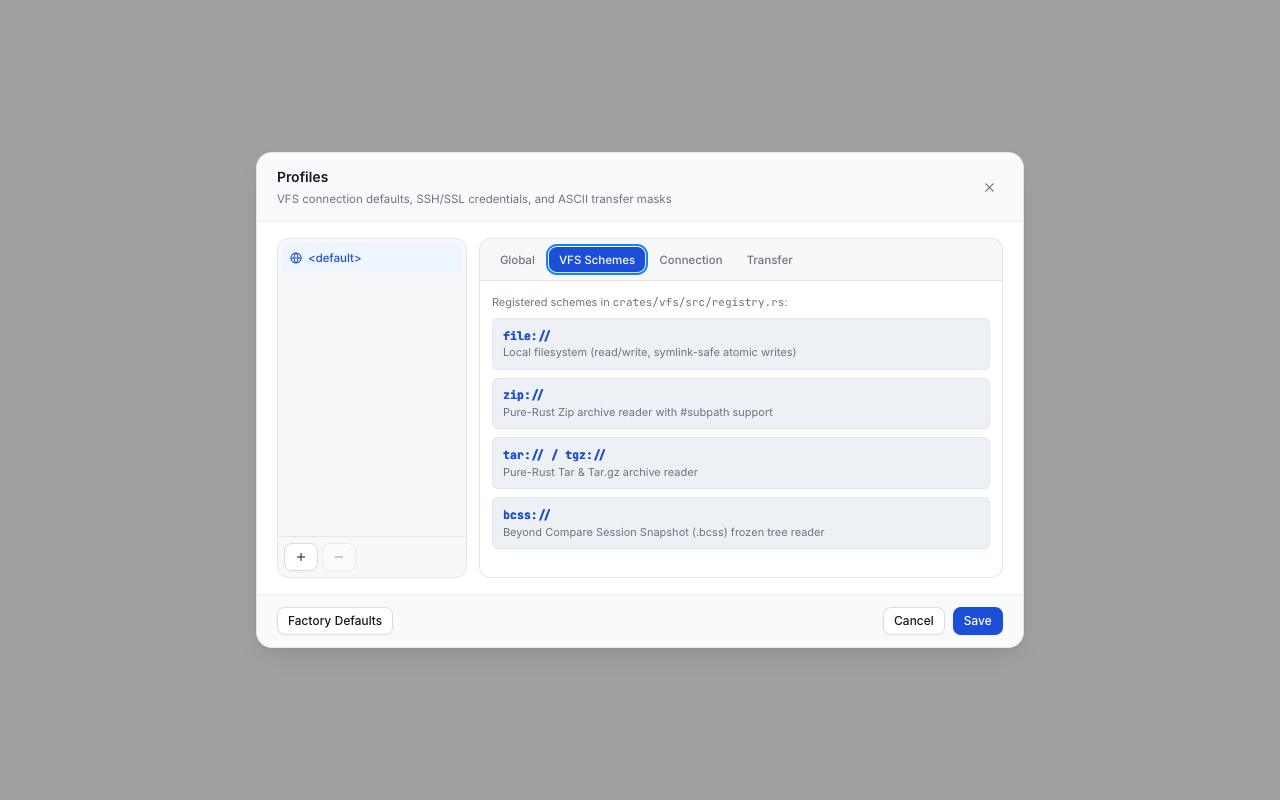 Profiles
VFS connection defaults, SSH/SSL credentials, and ASCII transfer masks
<default>
Global
VFS Schemes
Connection
Transfer
Registered schemes in crates/vfs/src/registry.rs:
file://
Local filesystem (read/write, symlink-safe atomic writes)
zip://
Pure-Rust Zip archive reader with #subpath support
tar:// / tgz://
Pure-Rust Tar & Tar.gz archive reader
bcss://
Beyond Compare Session Snapshot (.bcss) frozen tree reader
Factory Defaults
Cancel
Save